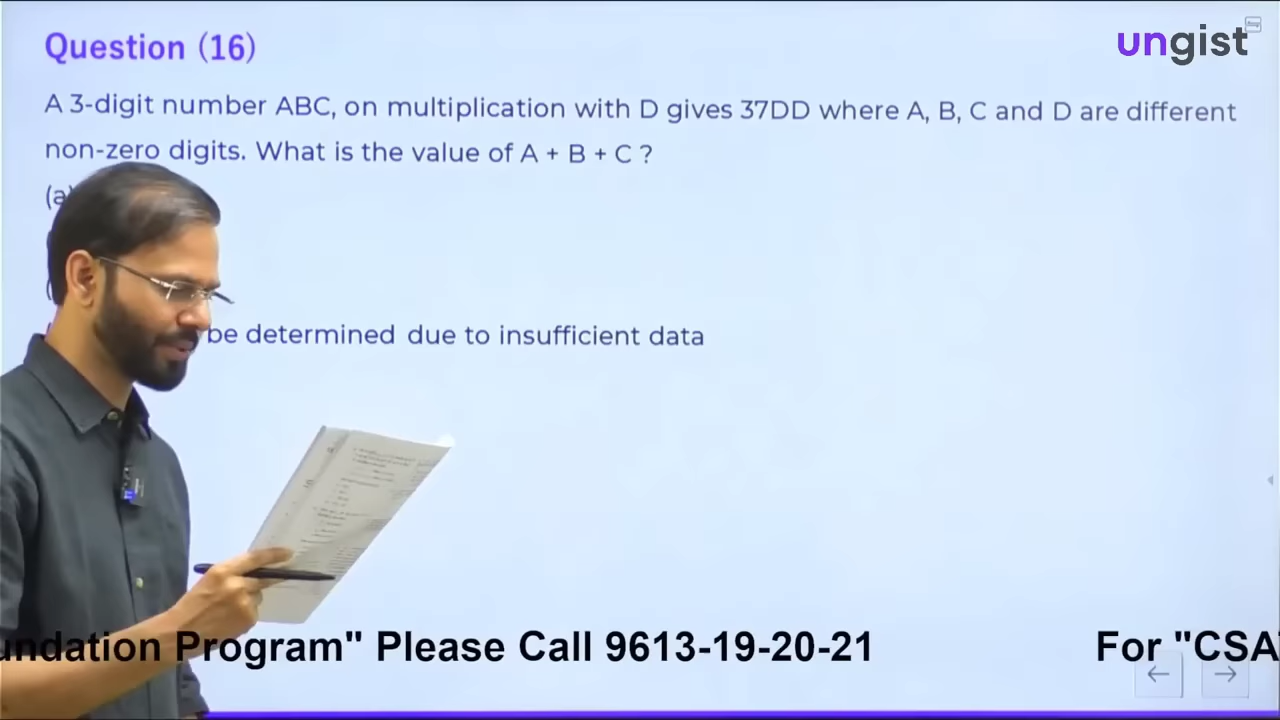 Question (16)
ungist
A 3-digit number ABC, on multiplication with D gives 37DD where A, B, C and D are different
non-zero digits. What is the value of A + B + C ?
(a)
be determined due to insufficient data
Program" Please Call 9613-19-20-21
For "CSA